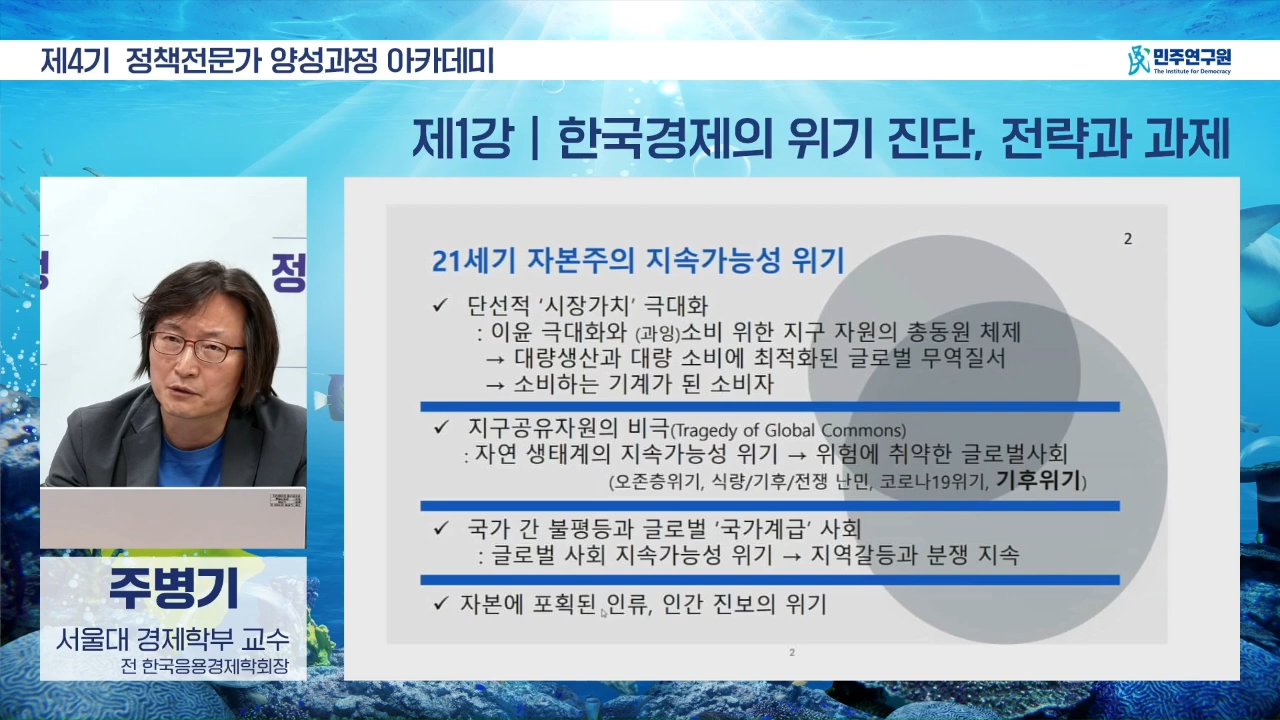 제4기 정책전문가 양성과정 아카데미
민주연구원
The Institute for Democracy
제1강 | 한국경제의 위기 진단, 전략과 과제
정
2
21세기 자본주의 지속가능성 위기
✓ 단선적 ‘시장가치’ 극대화
: 이윤 극대화와 (과잉)소비 위한 지구 자원의 총동원 체제
→ 대량생산과 대량 소비에 최적화된 글로벌 무역질서
→ 소비하는 기계가 된 소비자
✓ 지구공유자원의 비극(Tragedy of Global Commons)
: 자연 생태계의 지속가능성 위기 → 위험에 취약한 글로벌사회
(오존층위기, 식량/기후/전쟁 난민, 코로나19위기, 기후위기)
✓ 국가 간 불평등과 글로벌 ‘국가계급’ 사회
: 글로벌 사회 지속가능성 위기 → 지역갈등과 분쟁 지속
✓ 자본에 포획된 인류, 인간 진보의 위기
2
주병기
서울대 경제학부 교수
전 한국응용경제학회장